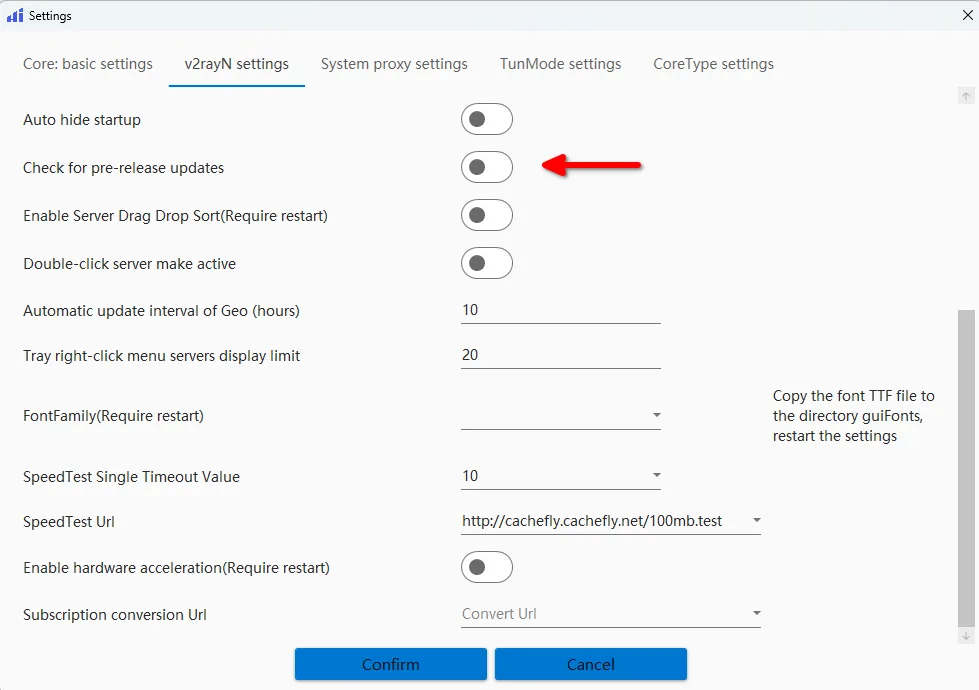 Settings
Core: basic settings
v2rayN settings
System proxy settings
TunMode settings
CoreType settings
Auto hide startup
Check for pre-release updates
Enable Server Drag Drop Sort(Require restart)
Double-click server make active
Automatic update interval of Geo (hours)
10
Tray right-click menu servers display limit
20
FontFamily(Require restart)
Copy the font TTF file to
the directory guiFonts,
restart the settings
SpeedTest Single Timeout Value
10
SpeedTest Url
http://cachefly.cachefly.net/100mb.test
Enable hardware acceleration(Require restart)
Subscription conversion Url
Convert Url
Confirm
Cancel